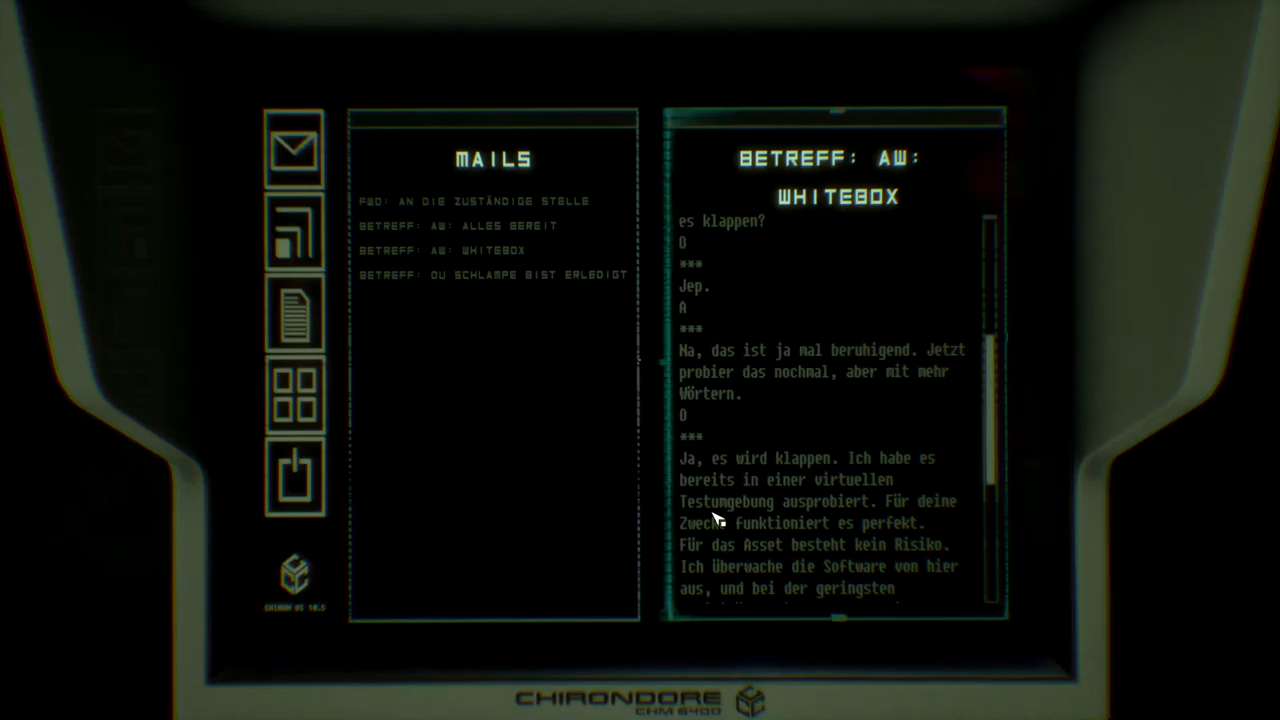 MAILS
FWD: AN DIE ZUSTÄNDIGE STELLE
BETREFF: AW: ALLES BEREIT
BETREFF: AW: WHITEBOX
BETREFF: DU SCHLAMPE BIST ERLEDIGT
BETREFF: AW:
WHITEBOX
es klappen?
O
***
Jep.
A
***
Na, das ist ja mal beruhigend. Jetzt
probier das nochmal, aber mit mehr
Wörtern.
O
***
Ja, es wird klappen. Ich habe es
bereits in einer virtuellen
Testumgebung ausprobiert. Für deine
Zwecke funktioniert es perfekt.
Für das Asset besteht kein Risiko.
Ich überwache die Software von hier
aus, und bei der geringsten
CHIRON OS 10.5
CHIRONDORE
CHM 6400